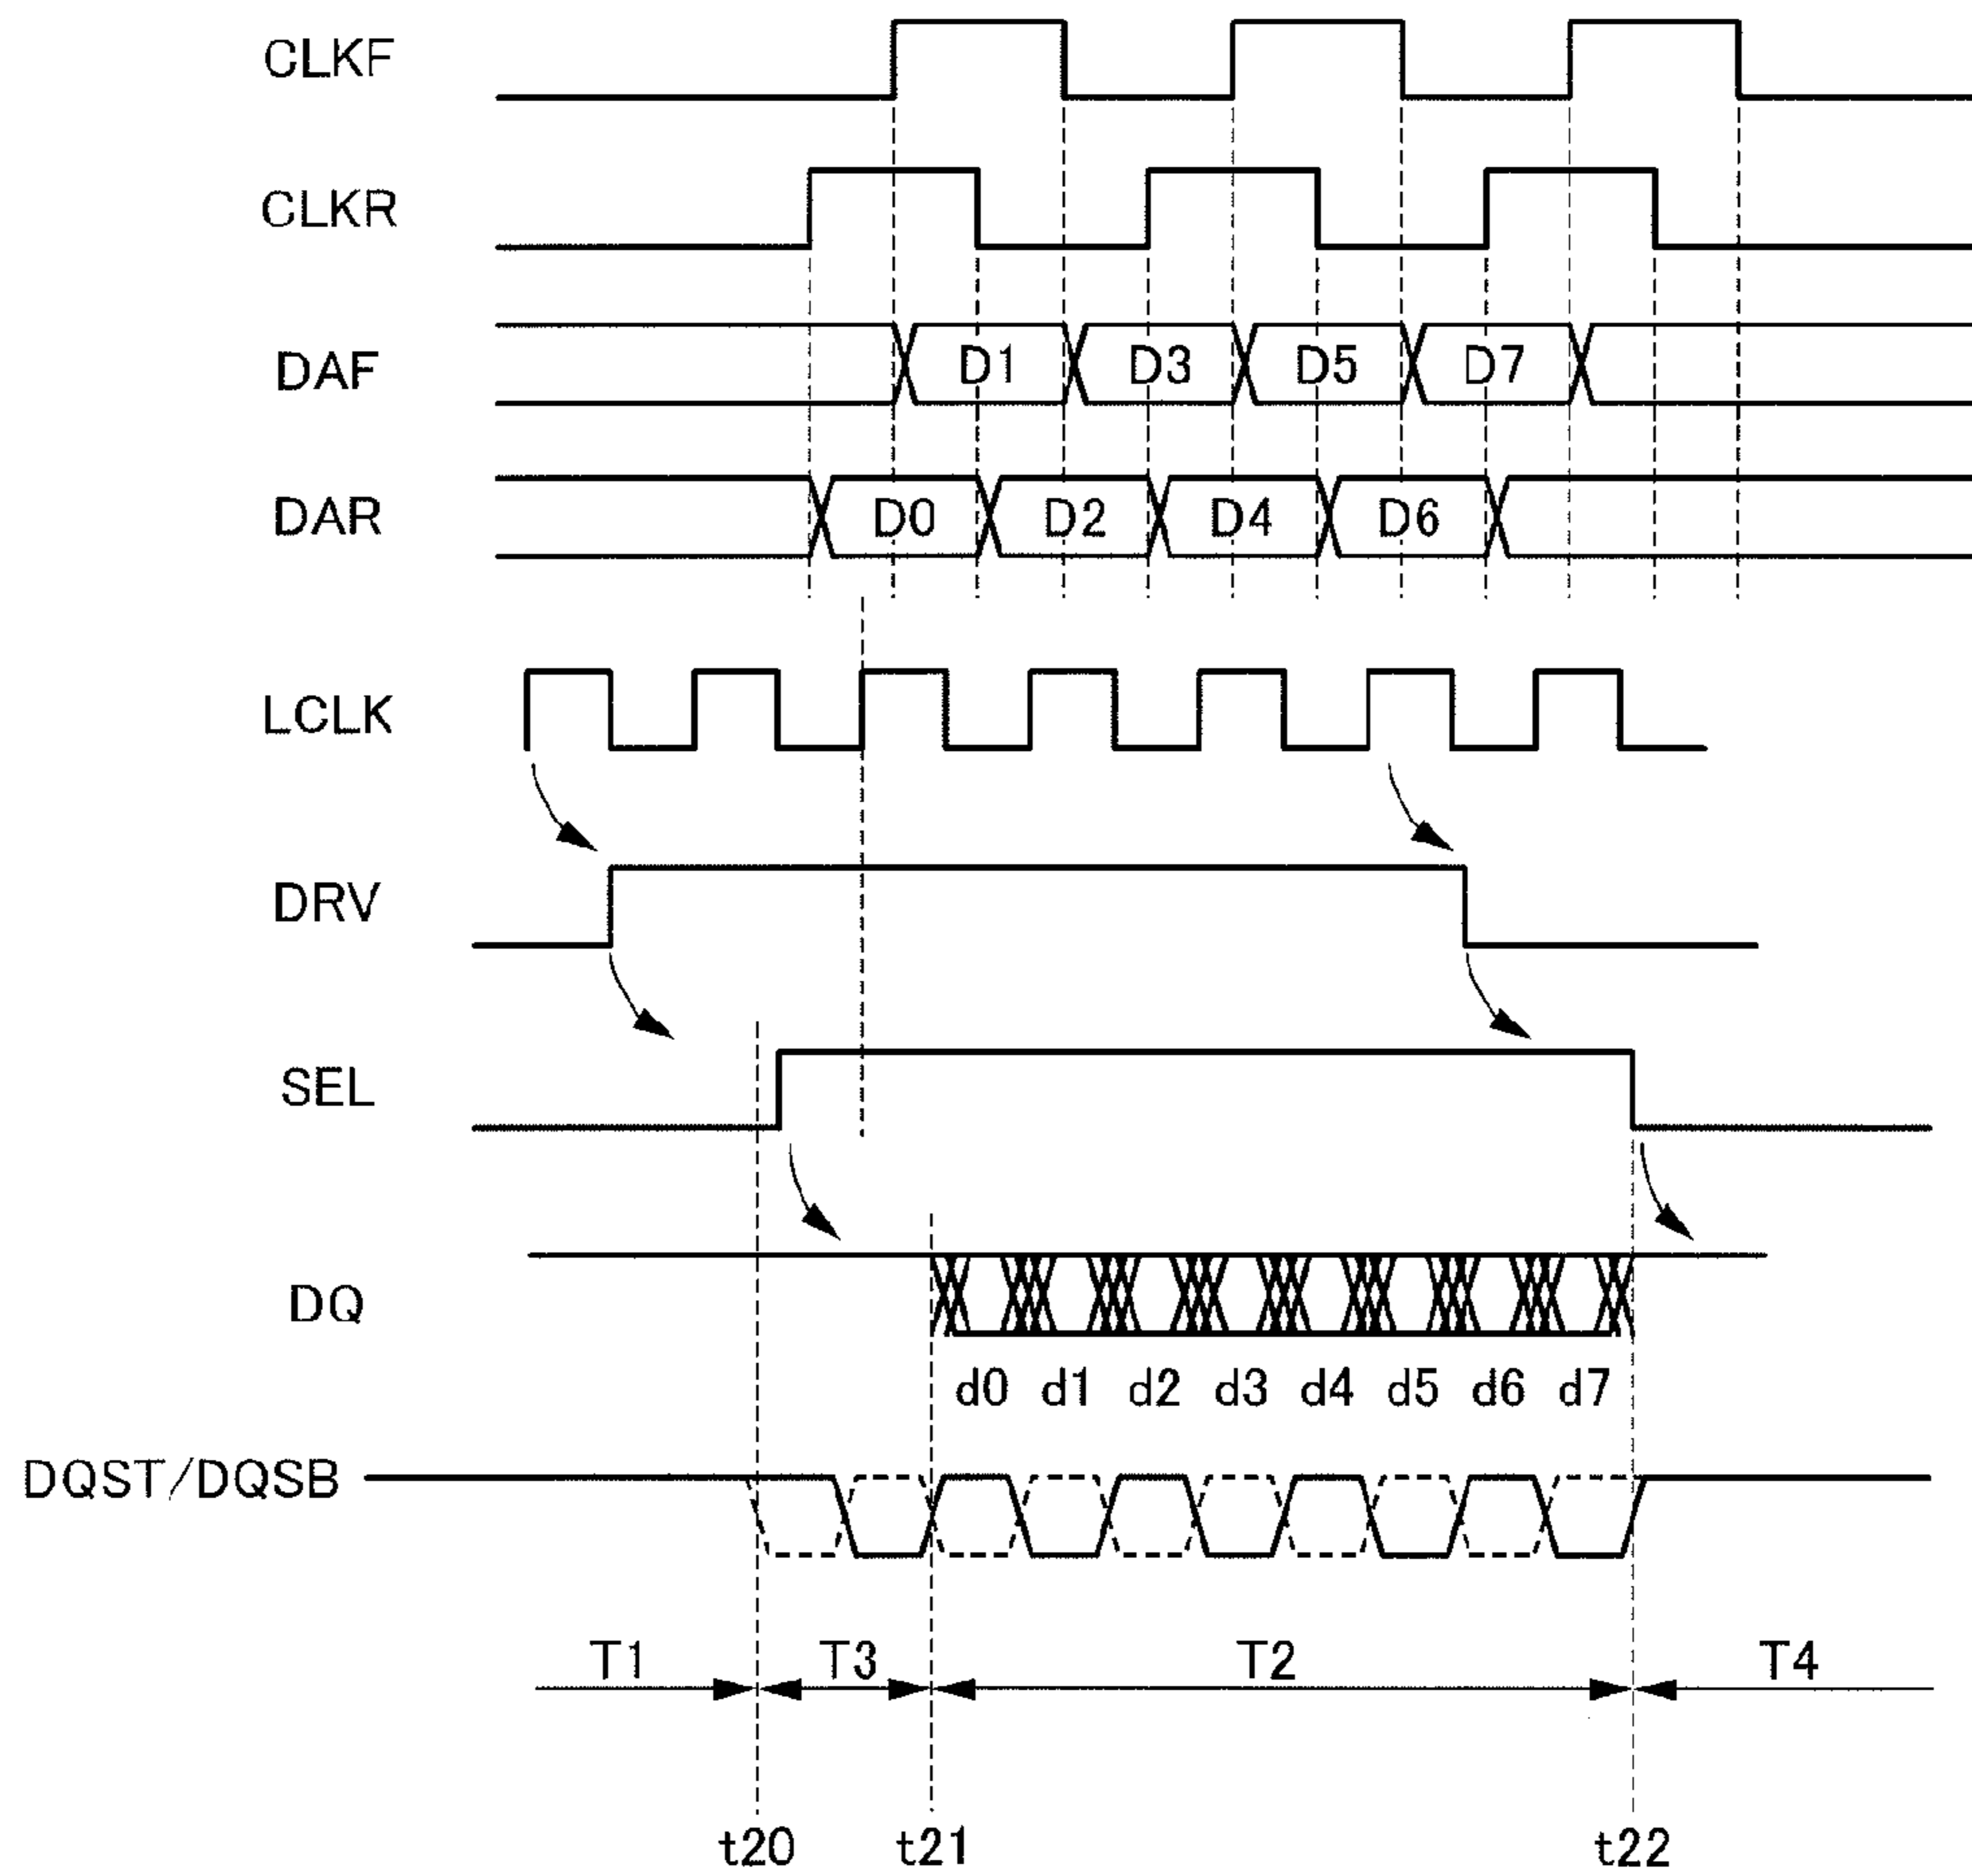 CLKF
CLKR
DAF D1 D3 D5 D7
DAR D0 D2 D4 D6
LCLK
DRV
SEL
DQ
d0 d1 d2 d3 d4 d5 d6 d7
DQST/DQSB
T1 T3 T2 T4
t20 t21 t22